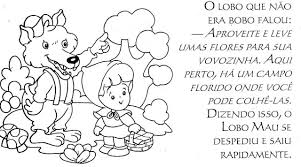 O LOBO QUE NÃO
ERA BOBO FALOU:
— APROVEITE E LEVE
UMAS FLORES PARA SUA
VOVOZINHA. AQUI
PERTO, HÁ UM CAMPO
FLORIDO ONDE VOCÊ
PODE COLHÊ-LAS.
DIZENDO ISSO, O
LOBO MAU SE
DESPEDIU E SAIU
RAPIDAMENTE.